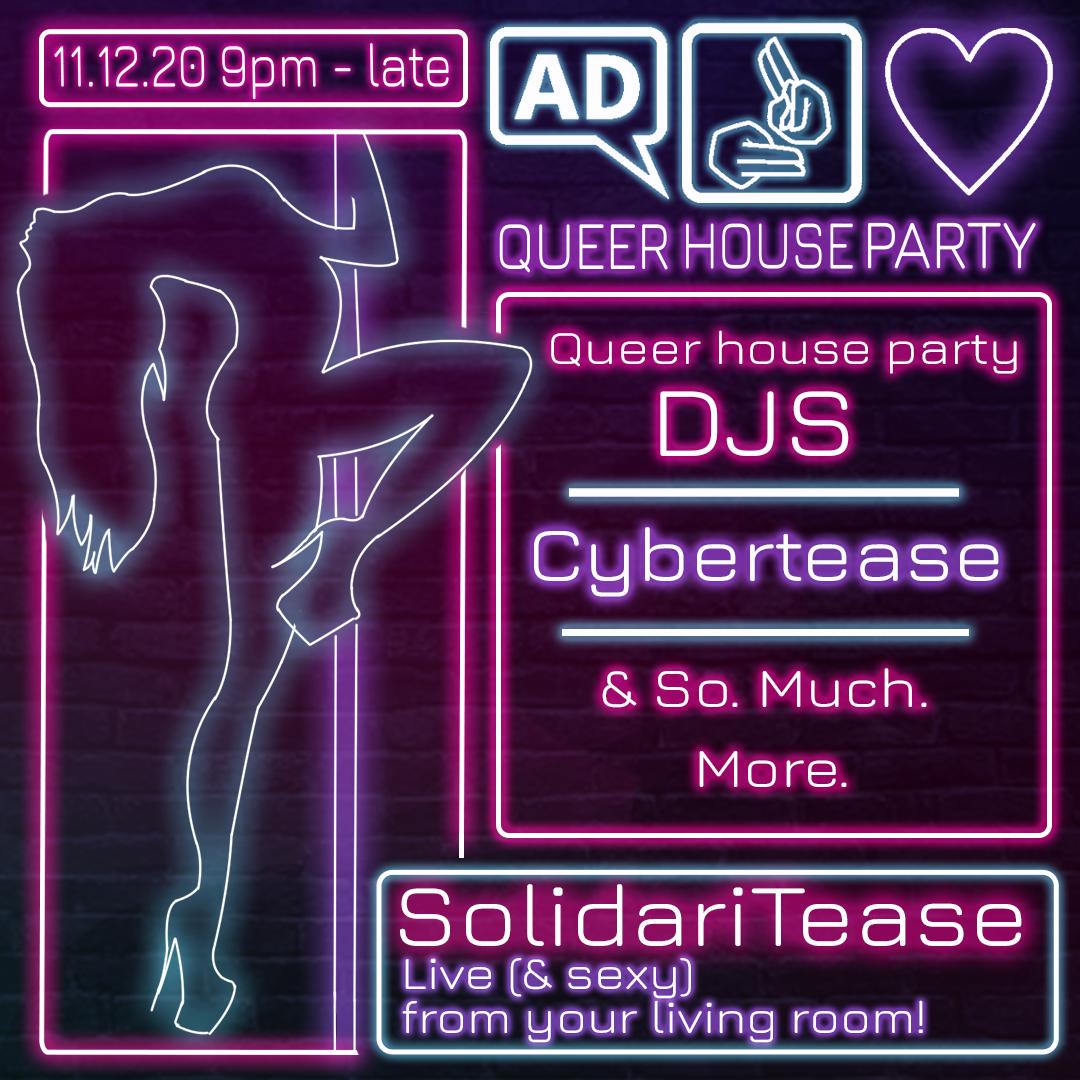 11.12.20 9pm - late
AD
QUEER HOUSE PARTY
Queer house party
DJS
Cybertease
& So. Much.
More.
SolidariTease
Live (& sexy)
from your living room!